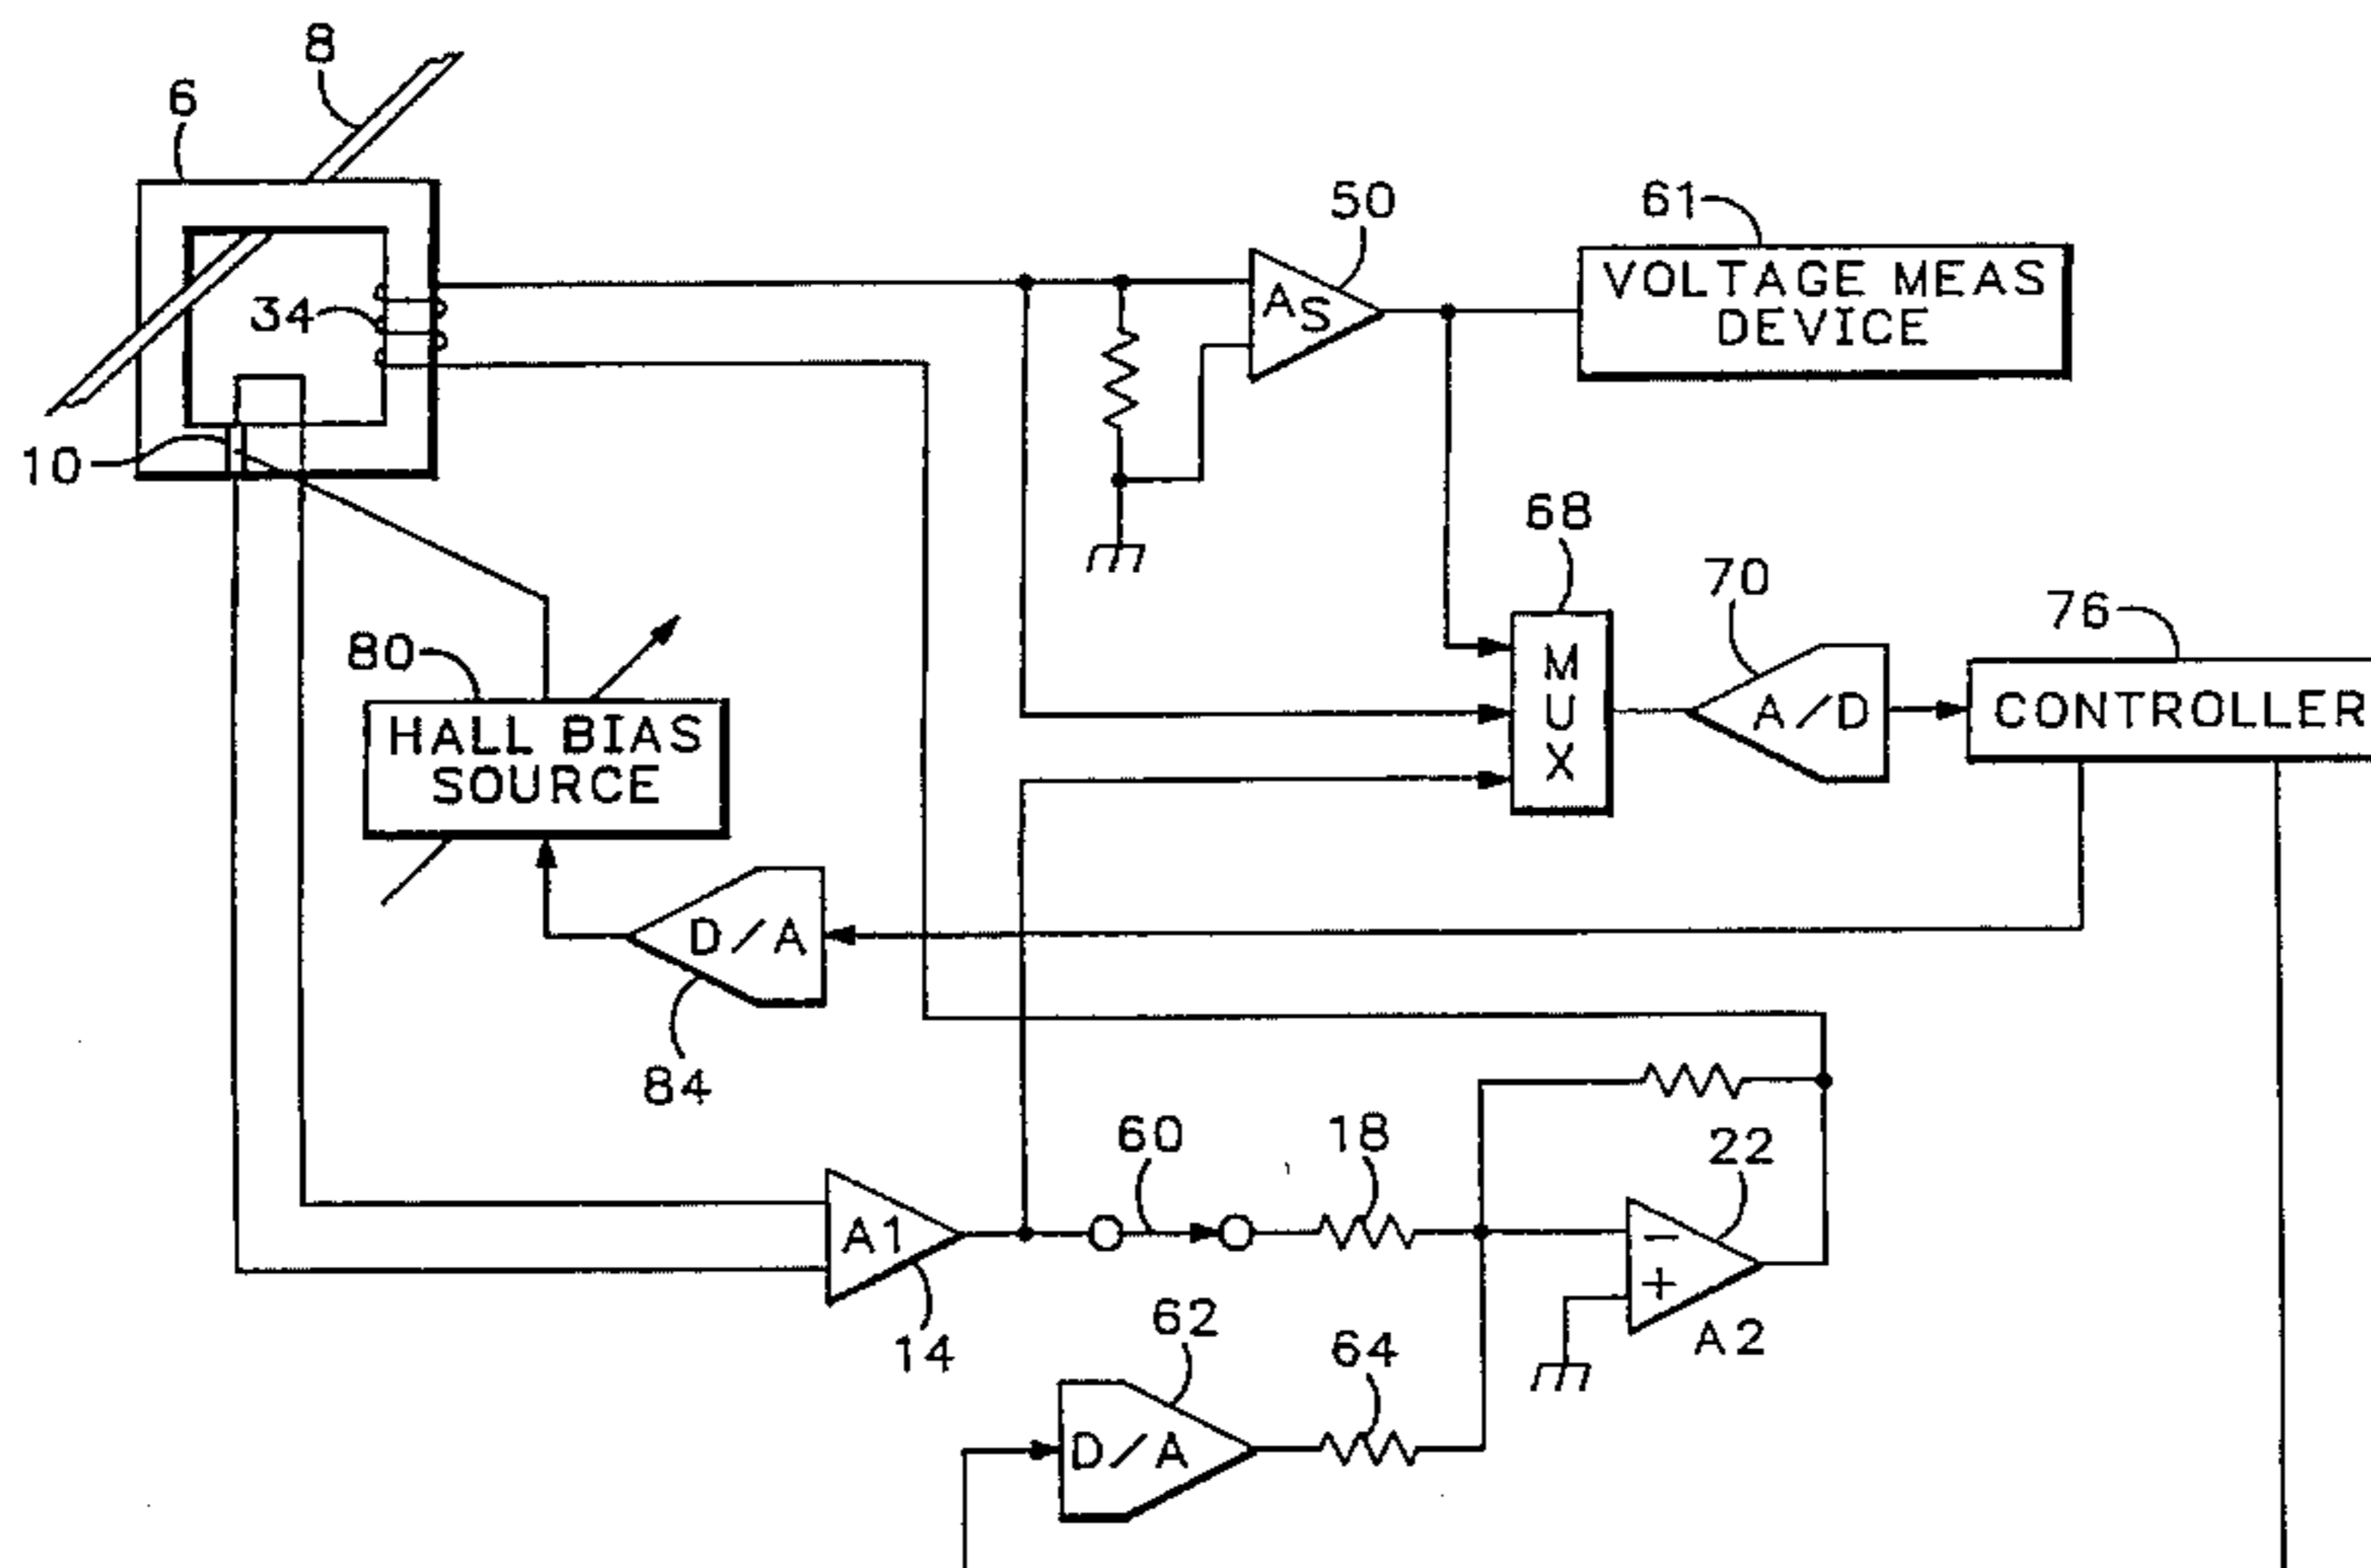 8
6
50
61
VOLTAGE MEAS
DEVICE
AS
34
10
68
70
76
80
MUX
A/D
CONTROLLER
HALL BIAS
SOURCE
D/A
84
60
18
22
A1
−
+
14
62
64
A2
D/A